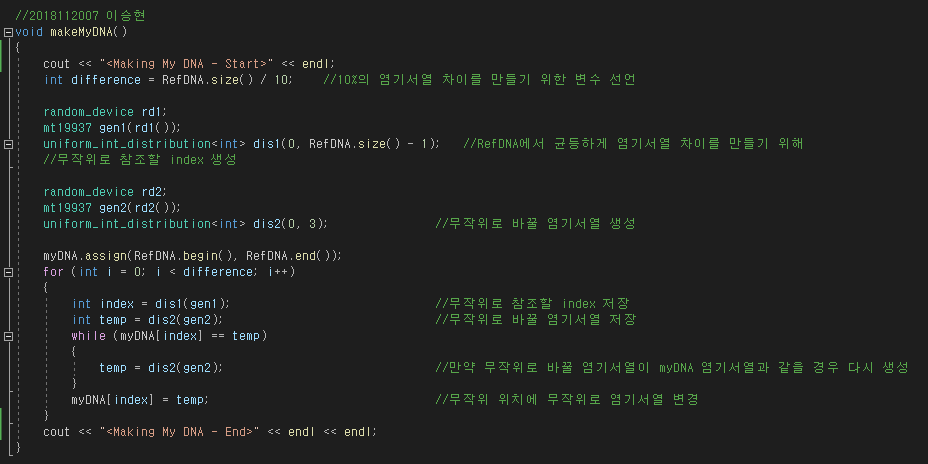 //2018112007 이승현
void makeMyDNA()
{
cout << "<Making My DNA - Start>" << endl;
int difference = RefDNA.size() / 10; //10%의 염기서열 차이를 만들기 위한 변수 선언
random_device rd1;
mt19937 gen1(rd1());
uniform_int_distribution<int> dis1(0, RefDNA.size() - 1); //RefDNA에서 균등하게 염기서열 차이를 만들기 위해
//무작위로 참조할 index 생성
random_device rd2;
mt19937 gen2(rd2());
uniform_int_distribution<int> dis2(0, 3); //무작위로 바꿀 염기서열 생성
myDNA.assign(RefDNA.begin(), RefDNA.end());
for (int i = 0; i < difference; i++)
{
int index = dis1(gen1); //무작위로 참조할 index 저장
int temp = dis2(gen2); //무작위로 바꿀 염기서열 저장
while (myDNA[index] == temp)
{
temp = dis2(gen2); //만약 무작위로 바꿀 염기서열이 myDNA 염기서열과 같을 경우 다시 생성
}
myDNA[index] = temp; //무작위 위치에 무작위로 염기서열 변경
}
cout << "<Making My DNA - End>" << endl << endl;
}